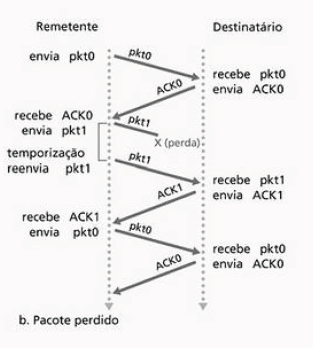 Remetente Destinatário
envia pkt0
pkt0
recebe pkt0
envia ACK0
ACK0
recebe ACK0
envia pkt1
pkt1
X (perda)
temporização
reenvia pkt1
pkt1
recebe pkt1
envia ACK1
ACK1
recebe ACK1
envia pkt0
pkt0
recebe pkt0
envia ACK0
ACK0
b. Pacote perdido